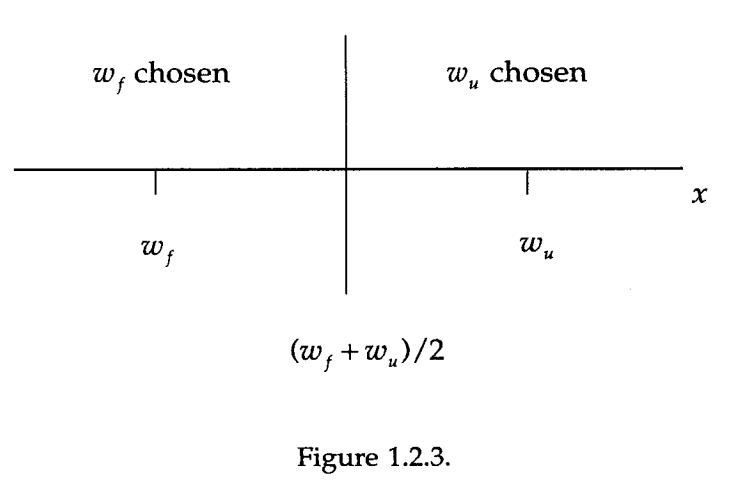 w_f chosen w_u chosen
x
w_f w_u
(w_f + w_u)/2
Figure 1.2.3.